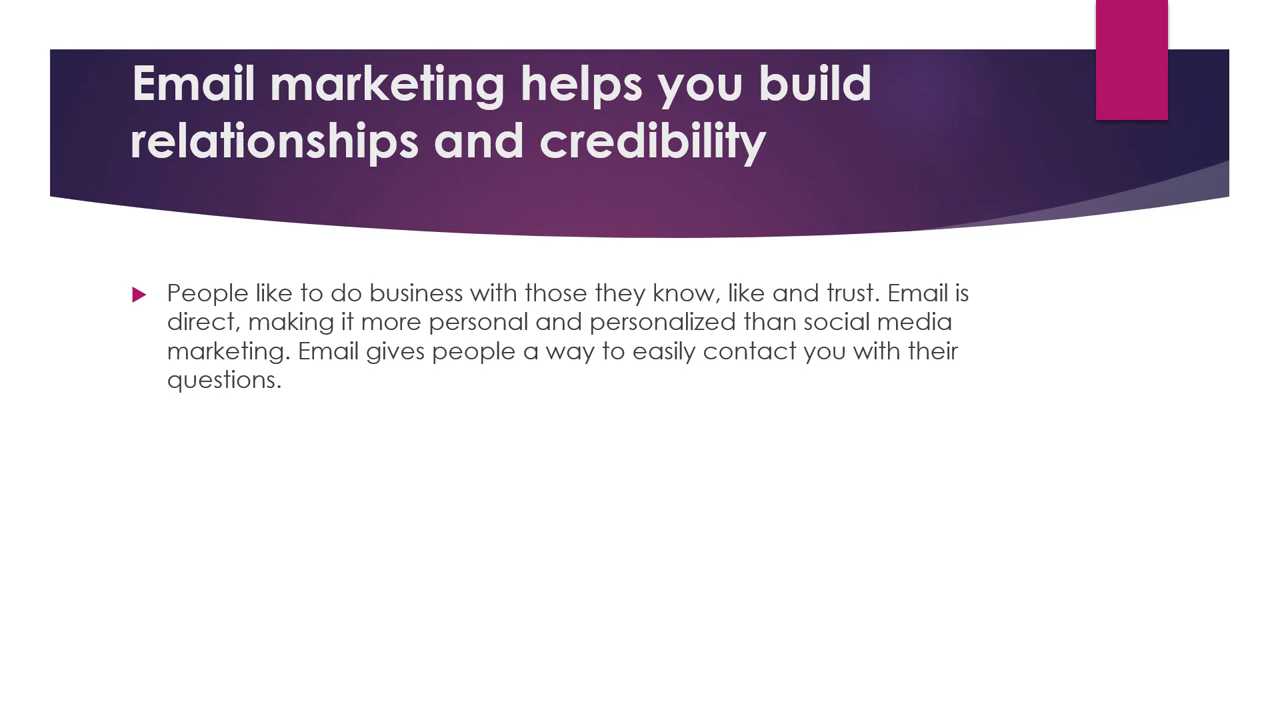 Email marketing helps you build
relationships and credibility
People like to do business with those they know, like and trust. Email is
direct, making it more personal and personalized than social media
marketing. Email gives people a way to easily contact you with their
questions.